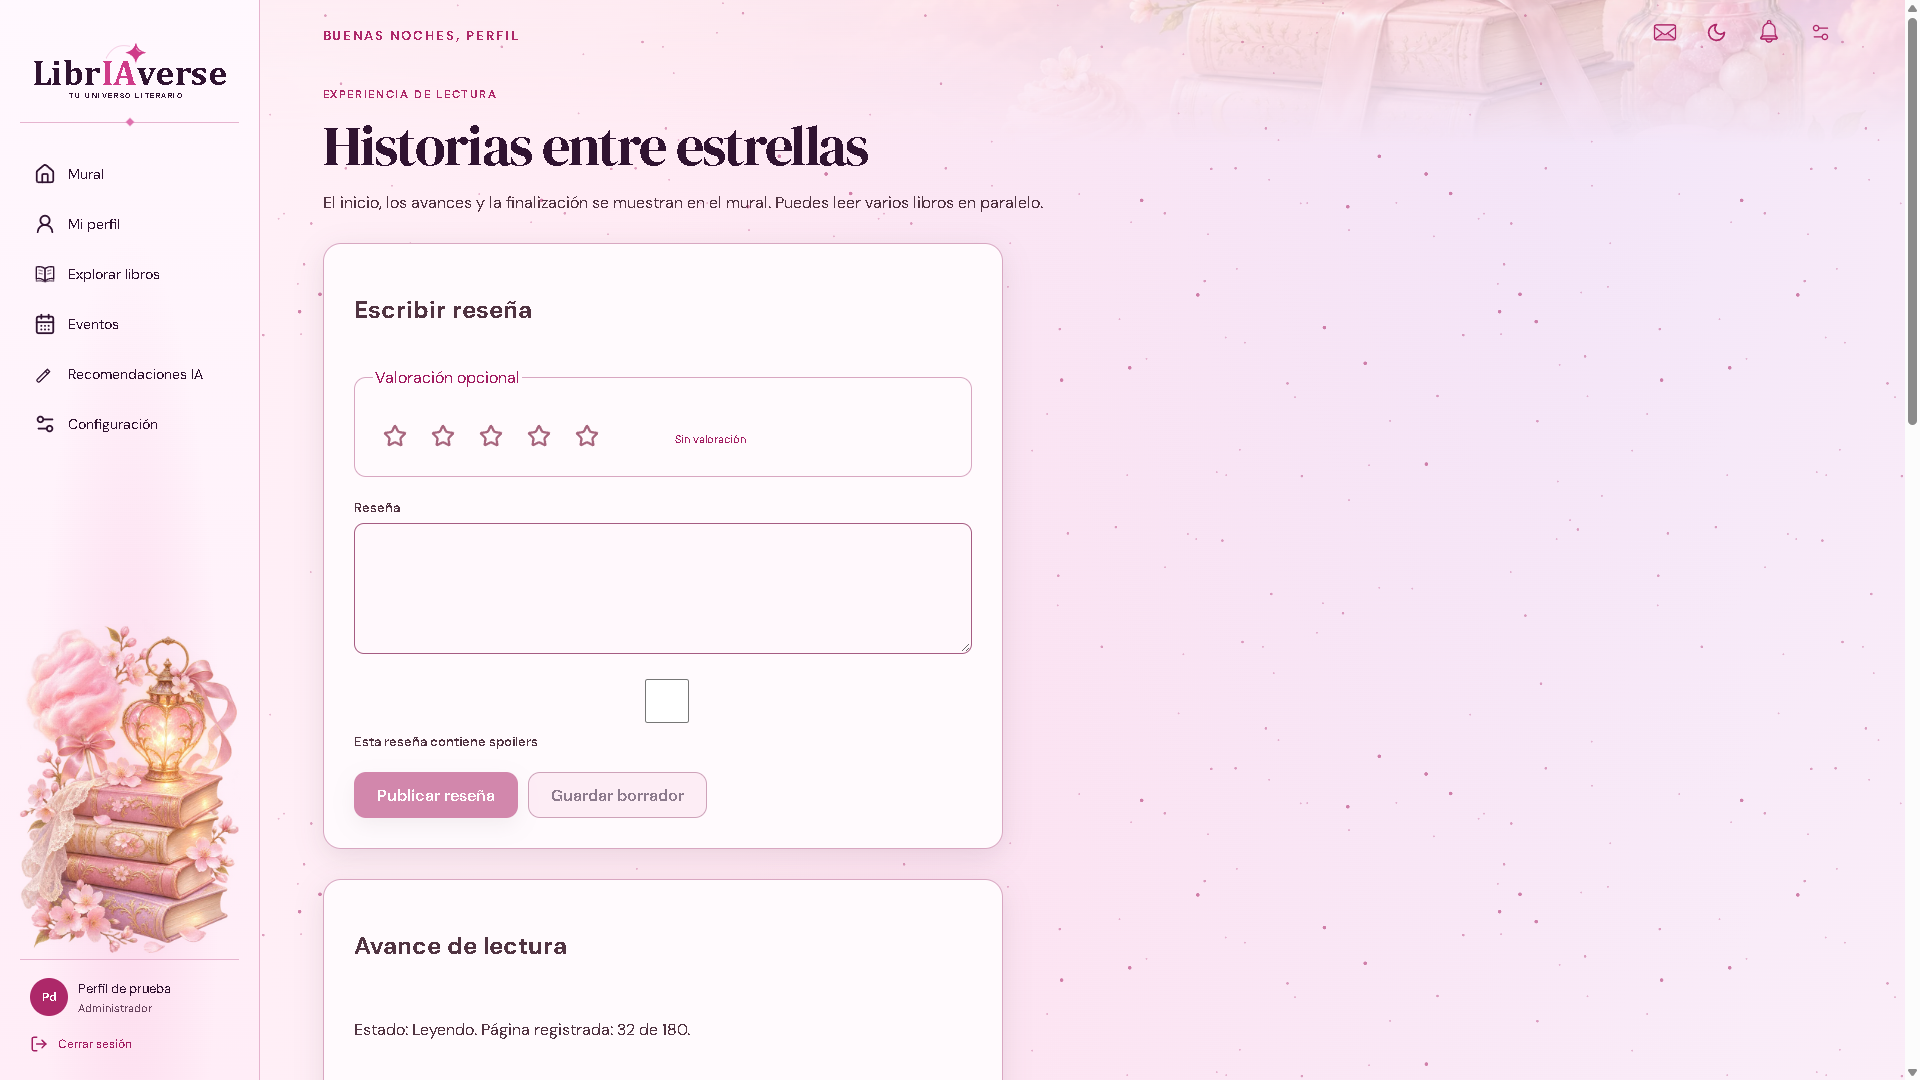 LibrIAverse
TU UNIVERSO LITERARIO
Mural
Mi perfil
Explorar libros
Eventos
Recomendaciones IA
Configuración
Pd
Perfil de prueba
Administrador
Cerrar sesión
BUENAS NOCHES, PERFIL
EXPERIENCIA DE LECTURA
Historias entre estrellas
El inicio, los avances y la finalización se muestran en el mural. Puedes leer varios libros en paralelo.
Escribir reseña
Valoración opcional
Sin valoración
Reseña
Esta reseña contiene spoilers
Publicar reseña
Guardar borrador
Avance de lectura
Estado: Leyendo. Página registrada: 32 de 180.